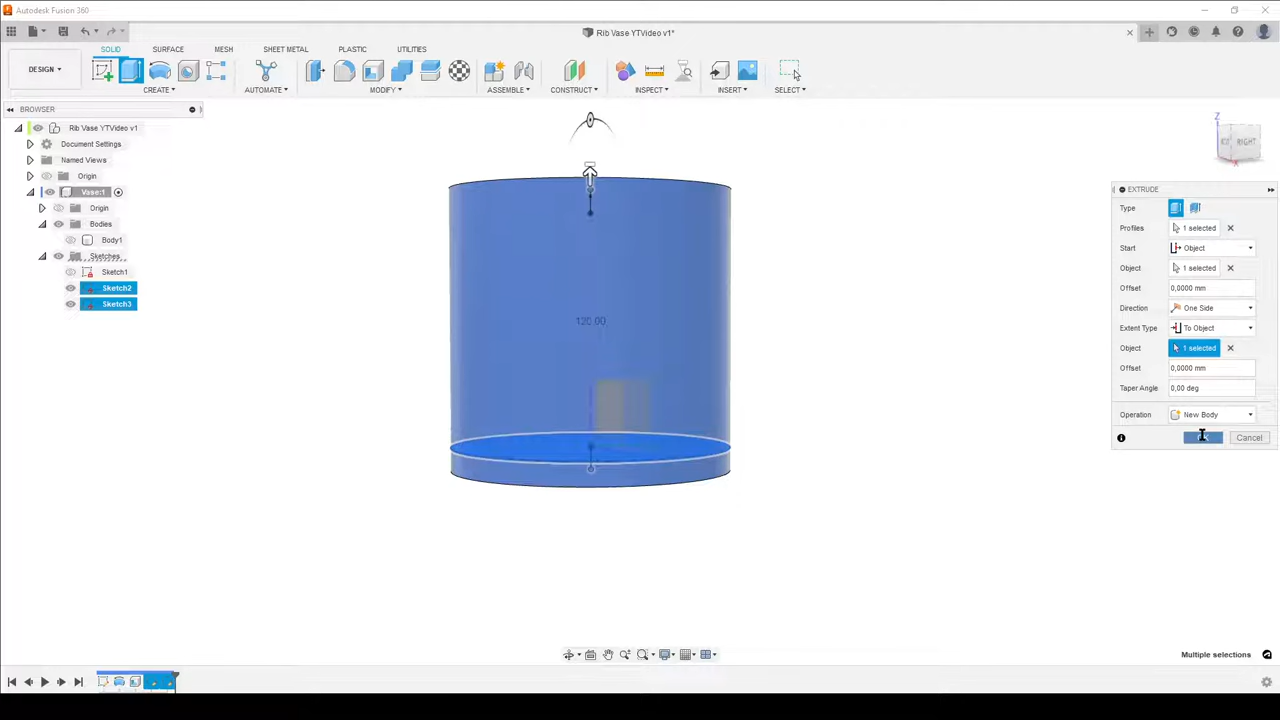 Autodesk Fusion 360
Rib Vase YTVideo v1*
SOLID SURFACE MESH SHEET METAL PLASTIC UTILITIES
DESIGN
CREATE AUTOMATE MODIFY ASSEMBLE CONSTRUCT INSPECT INSERT SELECT
BROWSER
Rib Vase YTVideo v1
Document Settings
Named Views
Origin
Vase:1
Origin
Bodies
Body1
Sketches
Sketch1
Sketch2
Sketch3
120,00
Z
RIGHT
X
EXTRUDE
Type
Profiles 1 selected
Start Object
Object 1 selected
Offset 0,0000 mm
Direction One Side
Extent Type To Object
Object 1 selected
Offset 0,0000 mm
Taper Angle 0,00 deg
Operation New Body
Cancel
Multiple selections